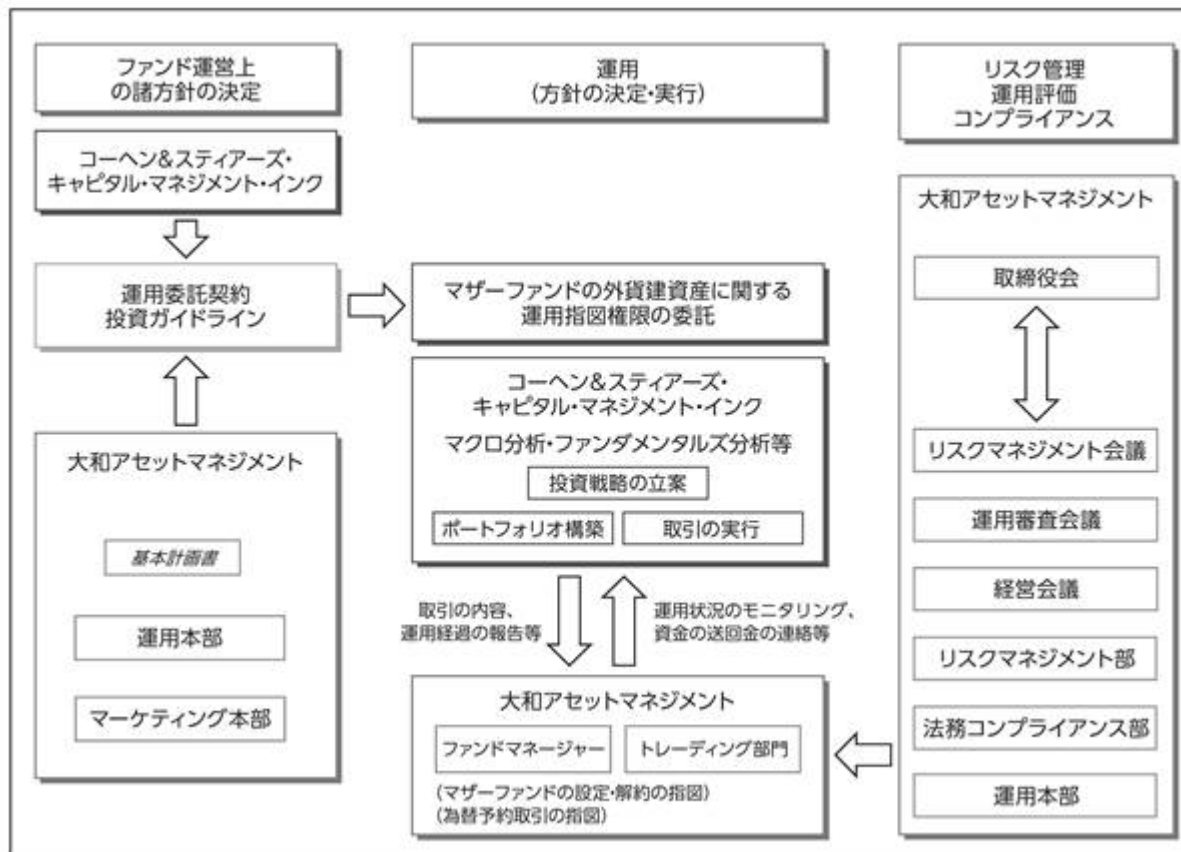 ファンド運営上
の諸方針の決定
コーヘン&スティアーズ・
キャピタル・マネジメント・インク
運用委託契約
投資ガイドライン
大和アセットマネジメント
基本計画書
運用本部
マーケティング本部
運用
(方針の決定・実行)
マザーファンドの外貨建資産に関する
運用指図権限の委託
コーヘン&スティアーズ・
キャピタル・マネジメント・インク
マクロ分析・ファンダメンタルズ分析等
投資戦略の立案
ポートフォリオ構築
取引の実行
取引の内容、
運用経過の報告等
運用状況のモニタリング、
資金の送回金の連絡等
大和アセットマネジメント
ファンドマネージャー
トレーディング部門
(マザーファンドの設定・解約の指図)
(為替予約取引の指図)
リスク管理
運用評価
コンプライアンス
大和アセットマネジメント
取締役会
リスクマネジメント会議
運用審査会議
経営会議
リスクマネジメント部
法務コンプライアンス部
運用本部